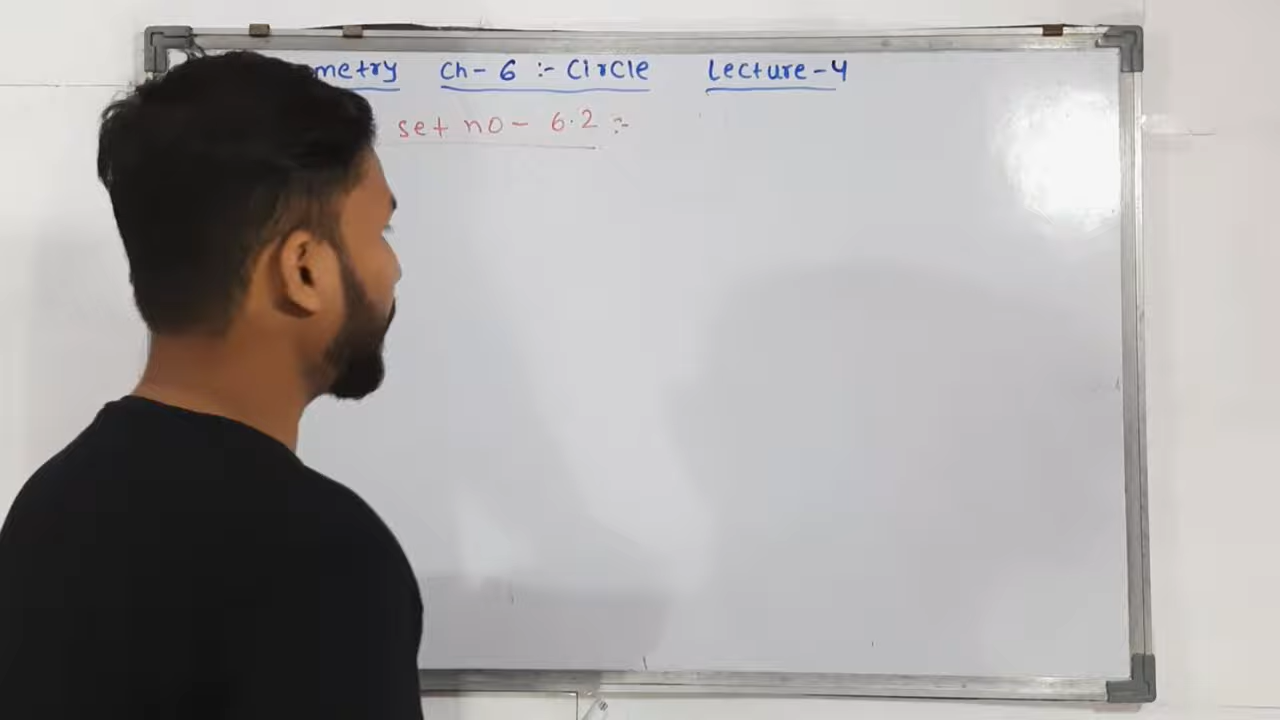 metry Ch- 6 :- Circle Lecture-4
set no- 6.2 :-